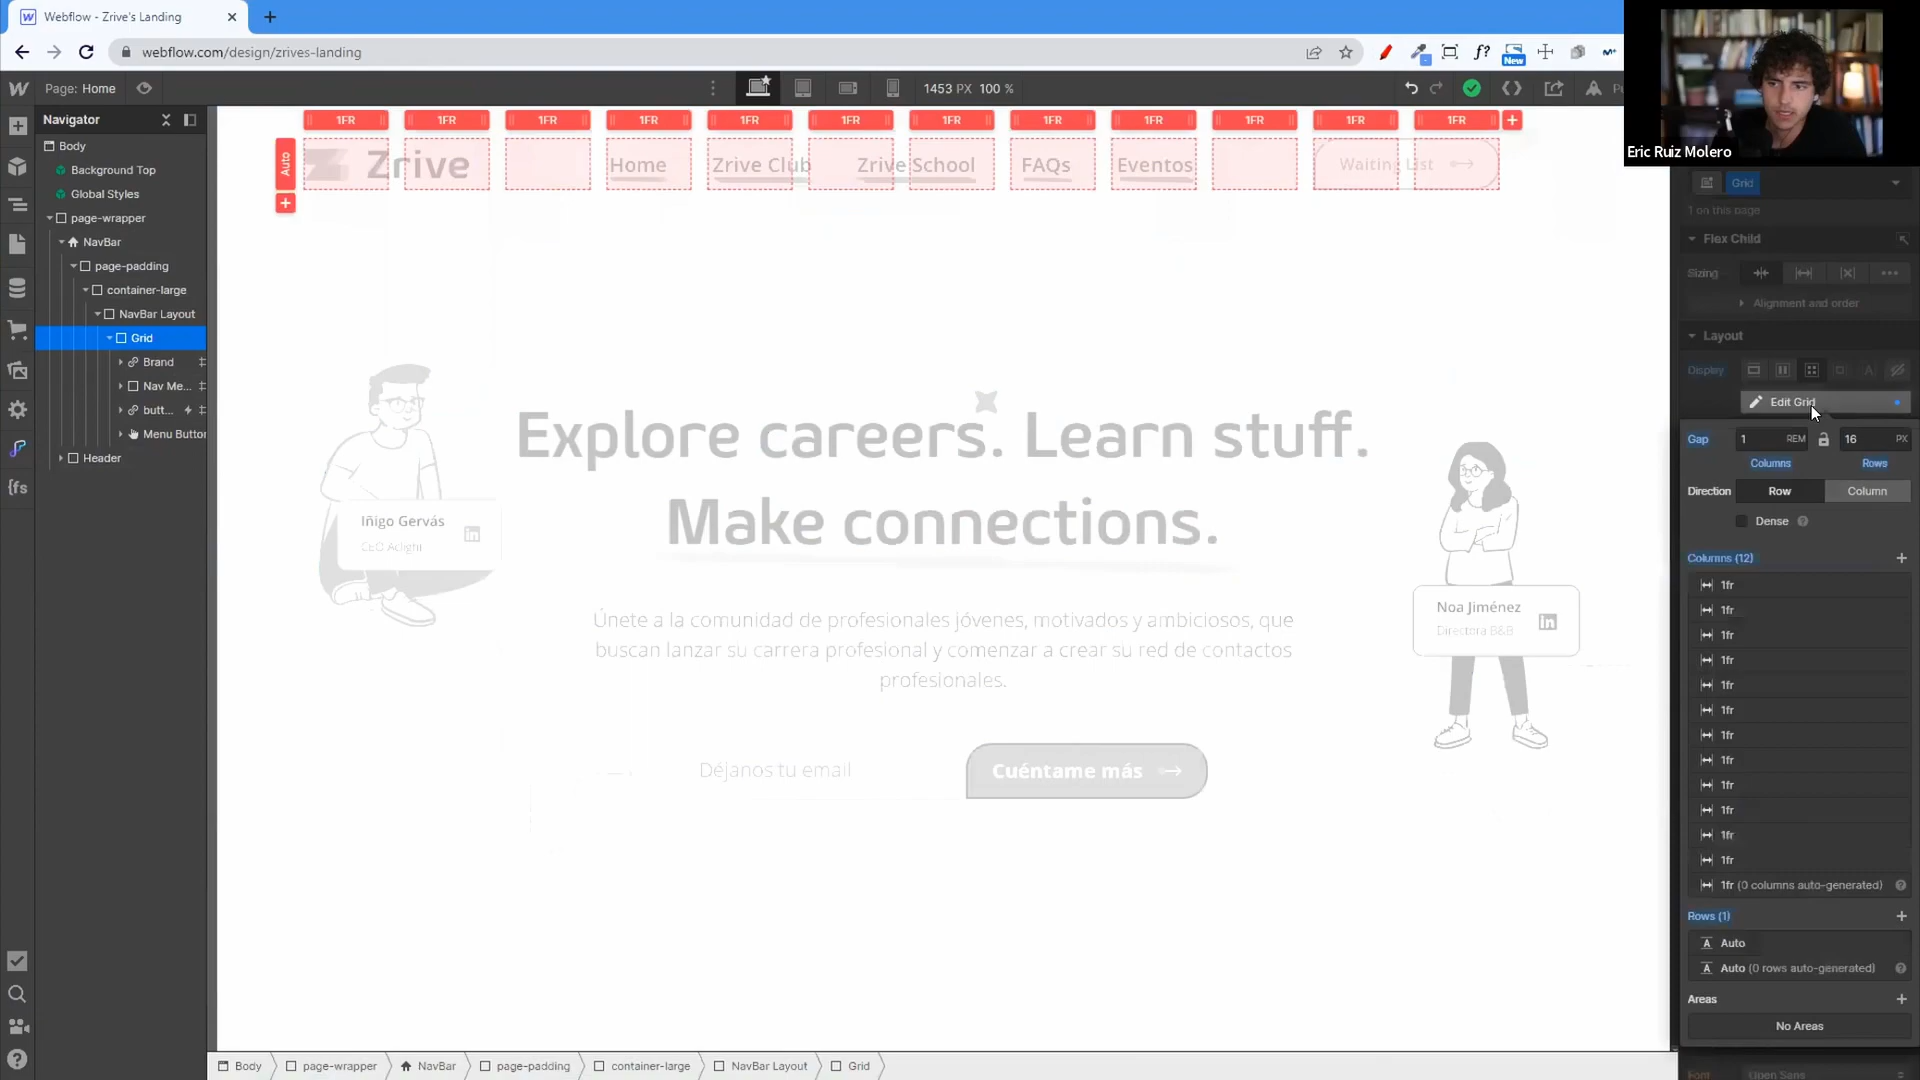 Webflow - Zrive's Landing
webflow.com/design/zrives-landing
f?
New
Eric Ruiz Molero
Page: Home
1453 PX 100 %
Navigator
Body
Background Top
Global Styles
page-wrapper
NavBar
page-padding
container-large
NavBar Layout
Grid
Brand
Nav Me...
butt...
Menu Button
Header
1FR 1FR 1FR 1FR 1FR 1FR 1FR 1FR 1FR 1FR 1FR 1FR
Auto
Zrive
Home Zrive Club Zrive School FAQs Eventos Waiting List
Explore careers. Learn stuff.
Make connections.
Iñigo Gervás
CEO Aclight
Noa Jiménez
Directora B&B
Únete a la comunidad de profesionales jóvenes, motivados y ambiciosos, que
buscan lanzar su carrera profesional y comenzar a crear su red de contactos
profesionales.
Déjanos tu email
Cuéntame más
Grid
1 on this page
Flex Child
Sizing
Alignment and order
Layout
Display
Edit Grid
Gap 1 REM 16 PX
Columns Rows
Direction Row Column
Dense
Columns (12)
1fr
1fr
1fr
1fr
1fr
1fr
1fr
1fr
1fr
1fr
1fr
1fr
1fr (0 columns auto-generated)
Rows (1)
Auto
Auto (0 rows auto-generated)
Areas
No Areas
Font Open Sans
Body page-wrapper NavBar page-padding container-large NavBar Layout Grid